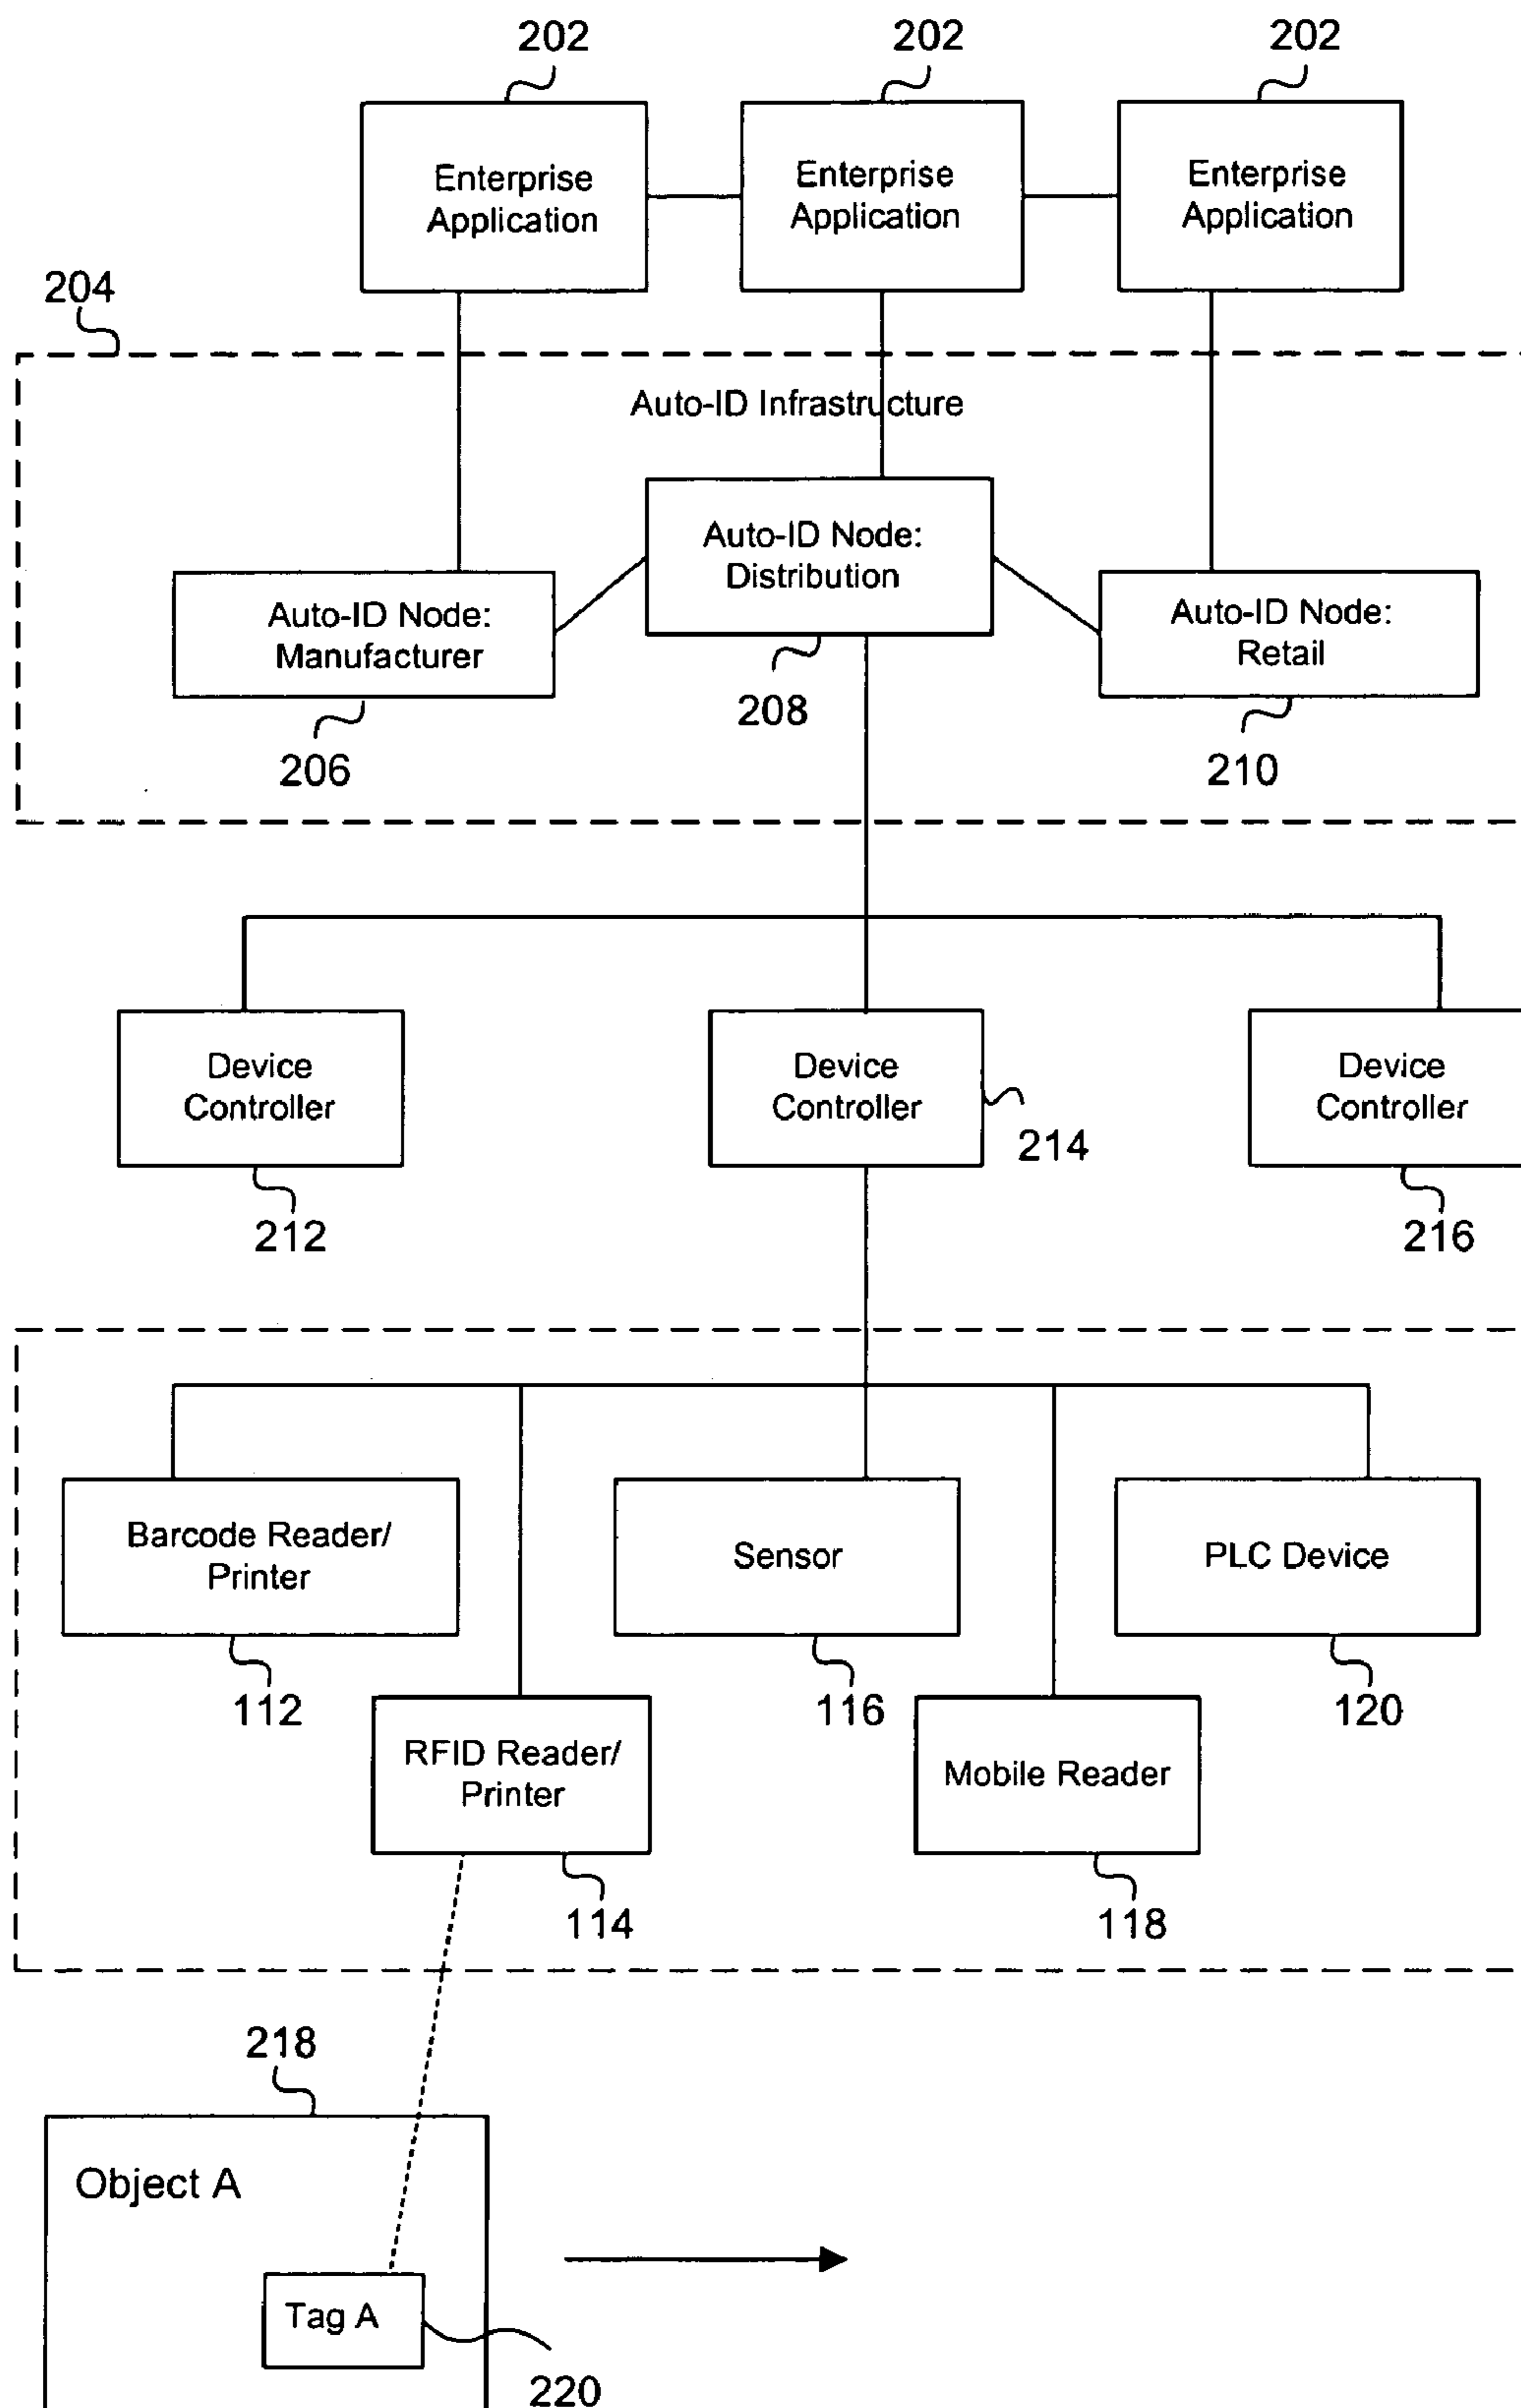 202
202
202
Enterprise
Application
Enterprise
Application
Enterprise
Application
204
Auto-ID Infrastructure
Auto-ID Node:
Distribution
Auto-ID Node:
Manufacturer
Auto-ID Node:
Retail
208
206
210
Device
Controller
Device
Controller
Device
Controller
214
212
216
Barcode Reader/
Printer
Sensor
PLC Device
112
116
120
RFID Reader/
Printer
Mobile Reader
114
118
218
Object A
Tag A
220